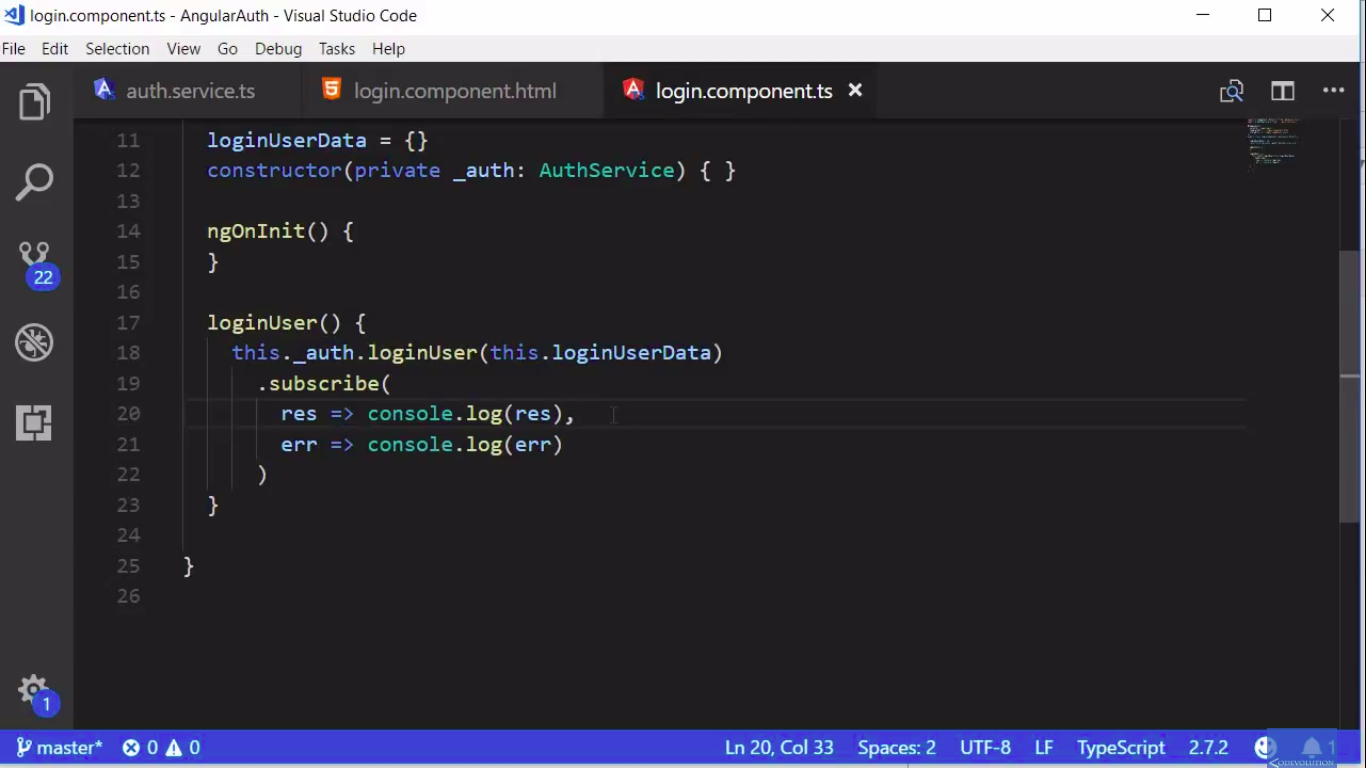 login.component.ts - AngularAuth - Visual Studio Code
File Edit Selection View Go Debug Tasks Help
auth.service.ts login.component.html login.component.ts
11 loginUserData = {}
12 constructor(private _auth: AuthService) { }
13
14 ngOnInit() {
15 }
16
17 loginUser() {
18 this._auth.loginUser(this.loginUserData)
19 .subscribe(
20 res => console.log(res),
21 err => console.log(err)
22 )
23 }
24
25 }
26
22
1
master* 0 0 Ln 20, Col 33 Spaces: 2 UTF-8 LF TypeScript 2.7.2 1
CODEVOLUTION